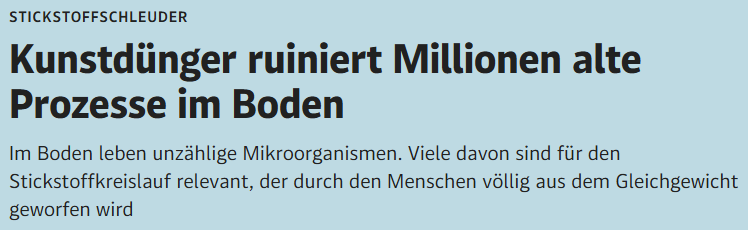 STICKSTOFFSCHLEUDER
Kunstdünger ruiniert Millionen alte
Prozesse im Boden
Im Boden leben unzählige Mikroorganismen. Viele davon sind für den
Stickstoffkreislauf relevant, der durch den Menschen völlig aus dem Gleichgewicht
geworfen wird